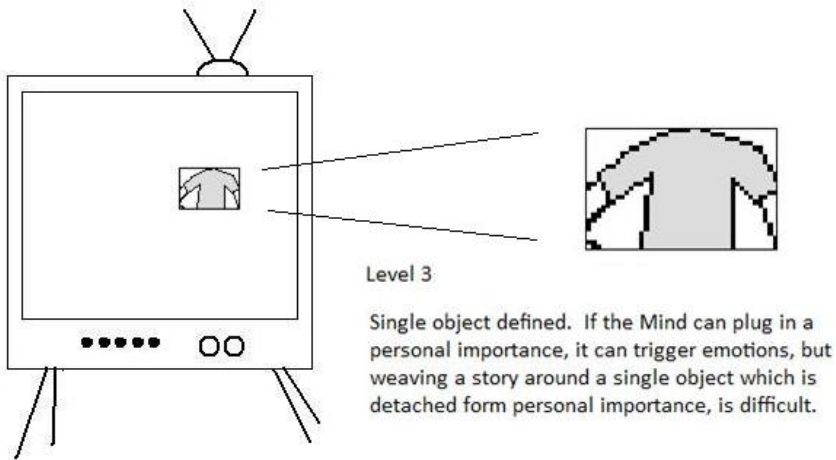 Level 3
Single object defined. If the Mind can plug in a
personal importance, it can trigger emotions, but
weaving a story around a single object which is
detached form personal importance, is difficult.